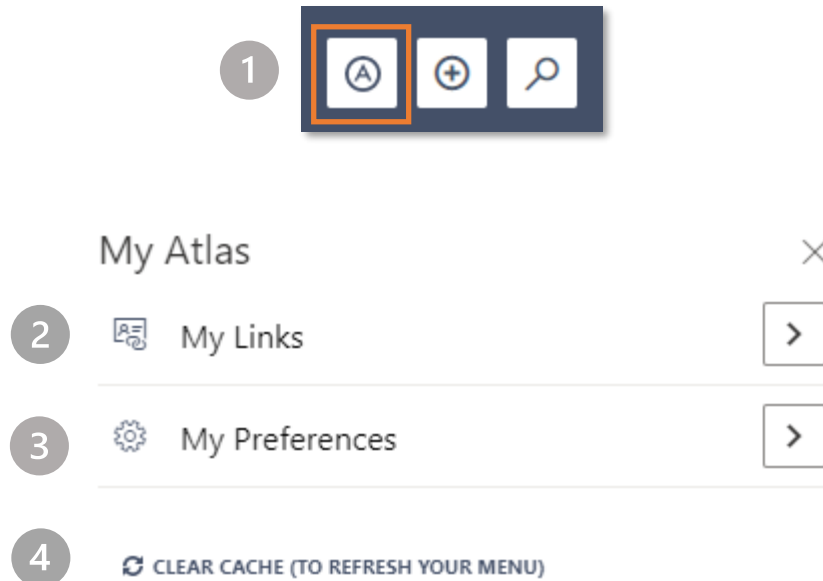 1
A
My Atlas
2
My Links
3
My Preferences
4
CLEAR CACHE (TO REFRESH YOUR MENU)